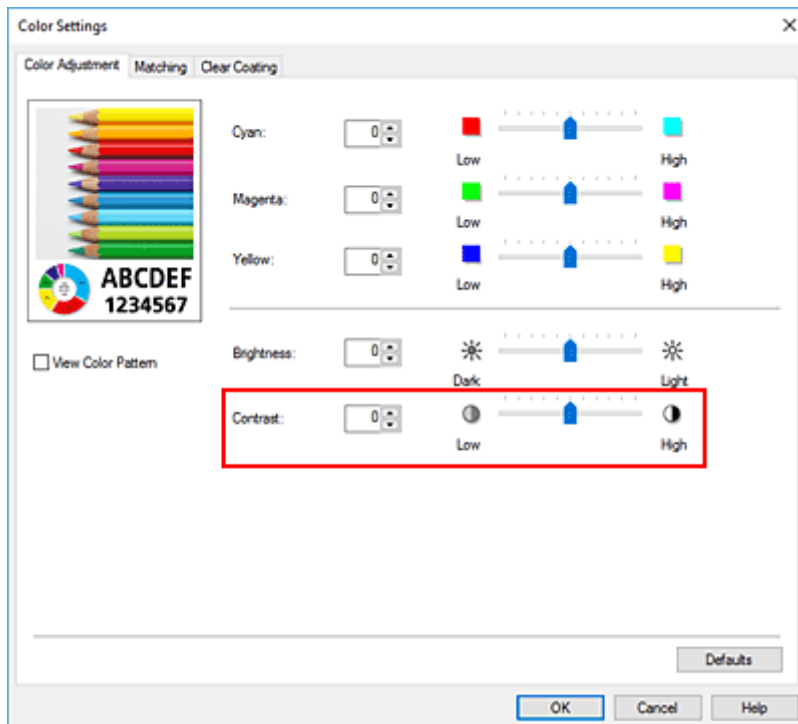 Color Settings
Color Adjustment Matching Clear Coating
ABCDEF
1234567
View Color Pattern
Cyan: 0
Low High
Magenta: 0
Low High
Yellow: 0
Low High
Brightness: 0
Dark Light
Contrast: 0
Low High
Defaults
OK Cancel Help